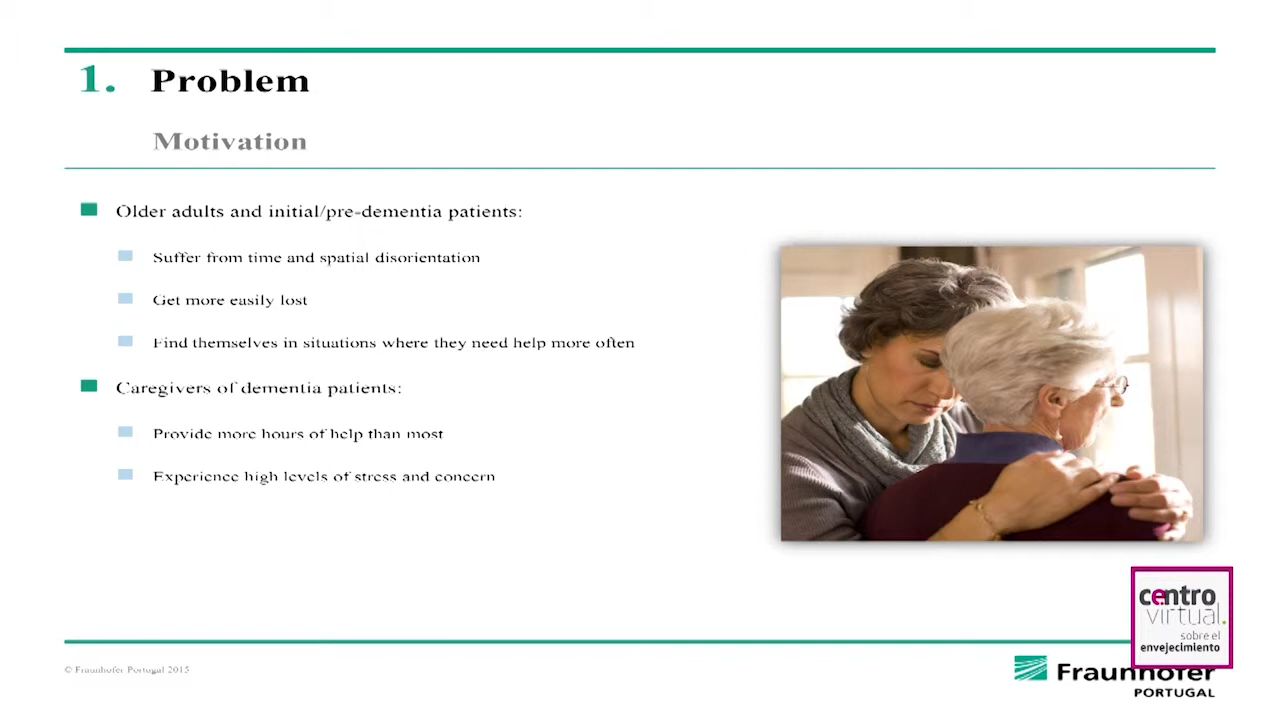 1. Problem
Motivation
Older adults and initial/pre-dementia patients:
Suffer from time and spatial disorientation
Get more easily lost
Find themselves in situations where they need help more often
Caregivers of dementia patients:
Provide more hours of help than most
Experience high levels of stress and concern
centro
virtual.
sobre el
envejecimiento
© Fraunhofer Portugal 2015
Fraunhofer
PORTUGAL